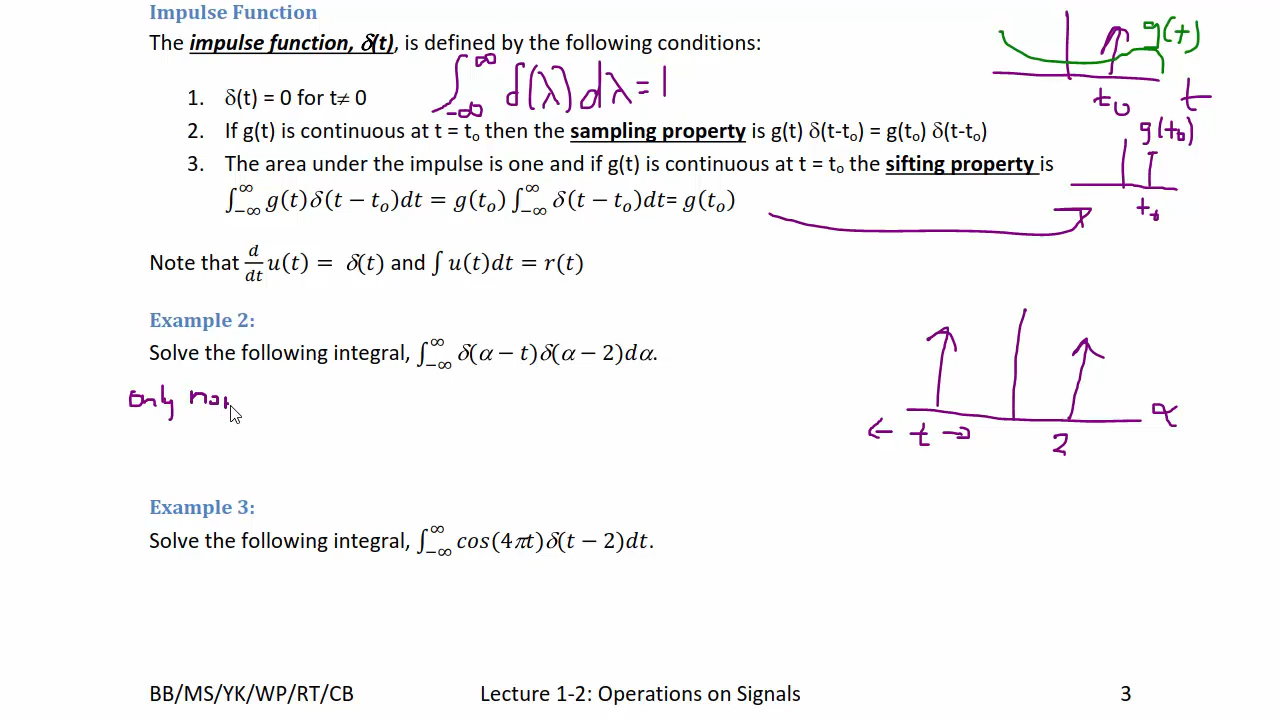 Impulse Function
The impulse function, δ(t), is defined by the following conditions:
∫_{-∞}^{∞} δ(λ) dλ = 1
1. δ(t) = 0 for t≠ 0
2. If g(t) is continuous at t = tₒ then the sampling property is g(t) δ(t-tₒ) = g(tₒ) δ(t-tₒ)
3. The area under the impulse is one and if g(t) is continuous at t = tₒ the sifting property is
∫_{-∞}^{∞} g(t)δ(t − tₒ)dt = g(tₒ) ∫_{-∞}^{∞} δ(t − tₒ)dt= g(tₒ)
g(t)
t₀ t
g(t₀)
t₀
Note that d/dt u(t) = δ(t) and ∫ u(t)dt = r(t)
Example 2:
Solve the following integral, ∫_{-∞}^{∞} δ(α − t)δ(α − 2)dα.
only
← t → 2 α
Example 3:
Solve the following integral, ∫_{-∞}^{∞} cos(4πt)δ(t − 2)dt.
BB/MS/YK/WP/RT/CB Lecture 1-2: Operations on Signals 3